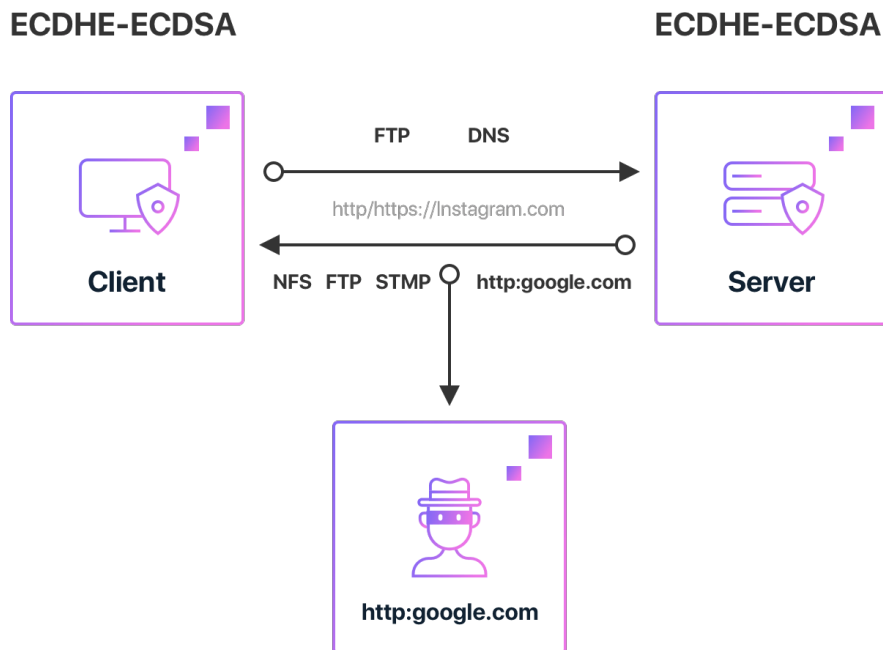 ECDHE-ECDSA ECDHE-ECDSA
FTP DNS
http/https://Instagram.com
NFS FTP STMP http:google.com
Client Server
http:google.com